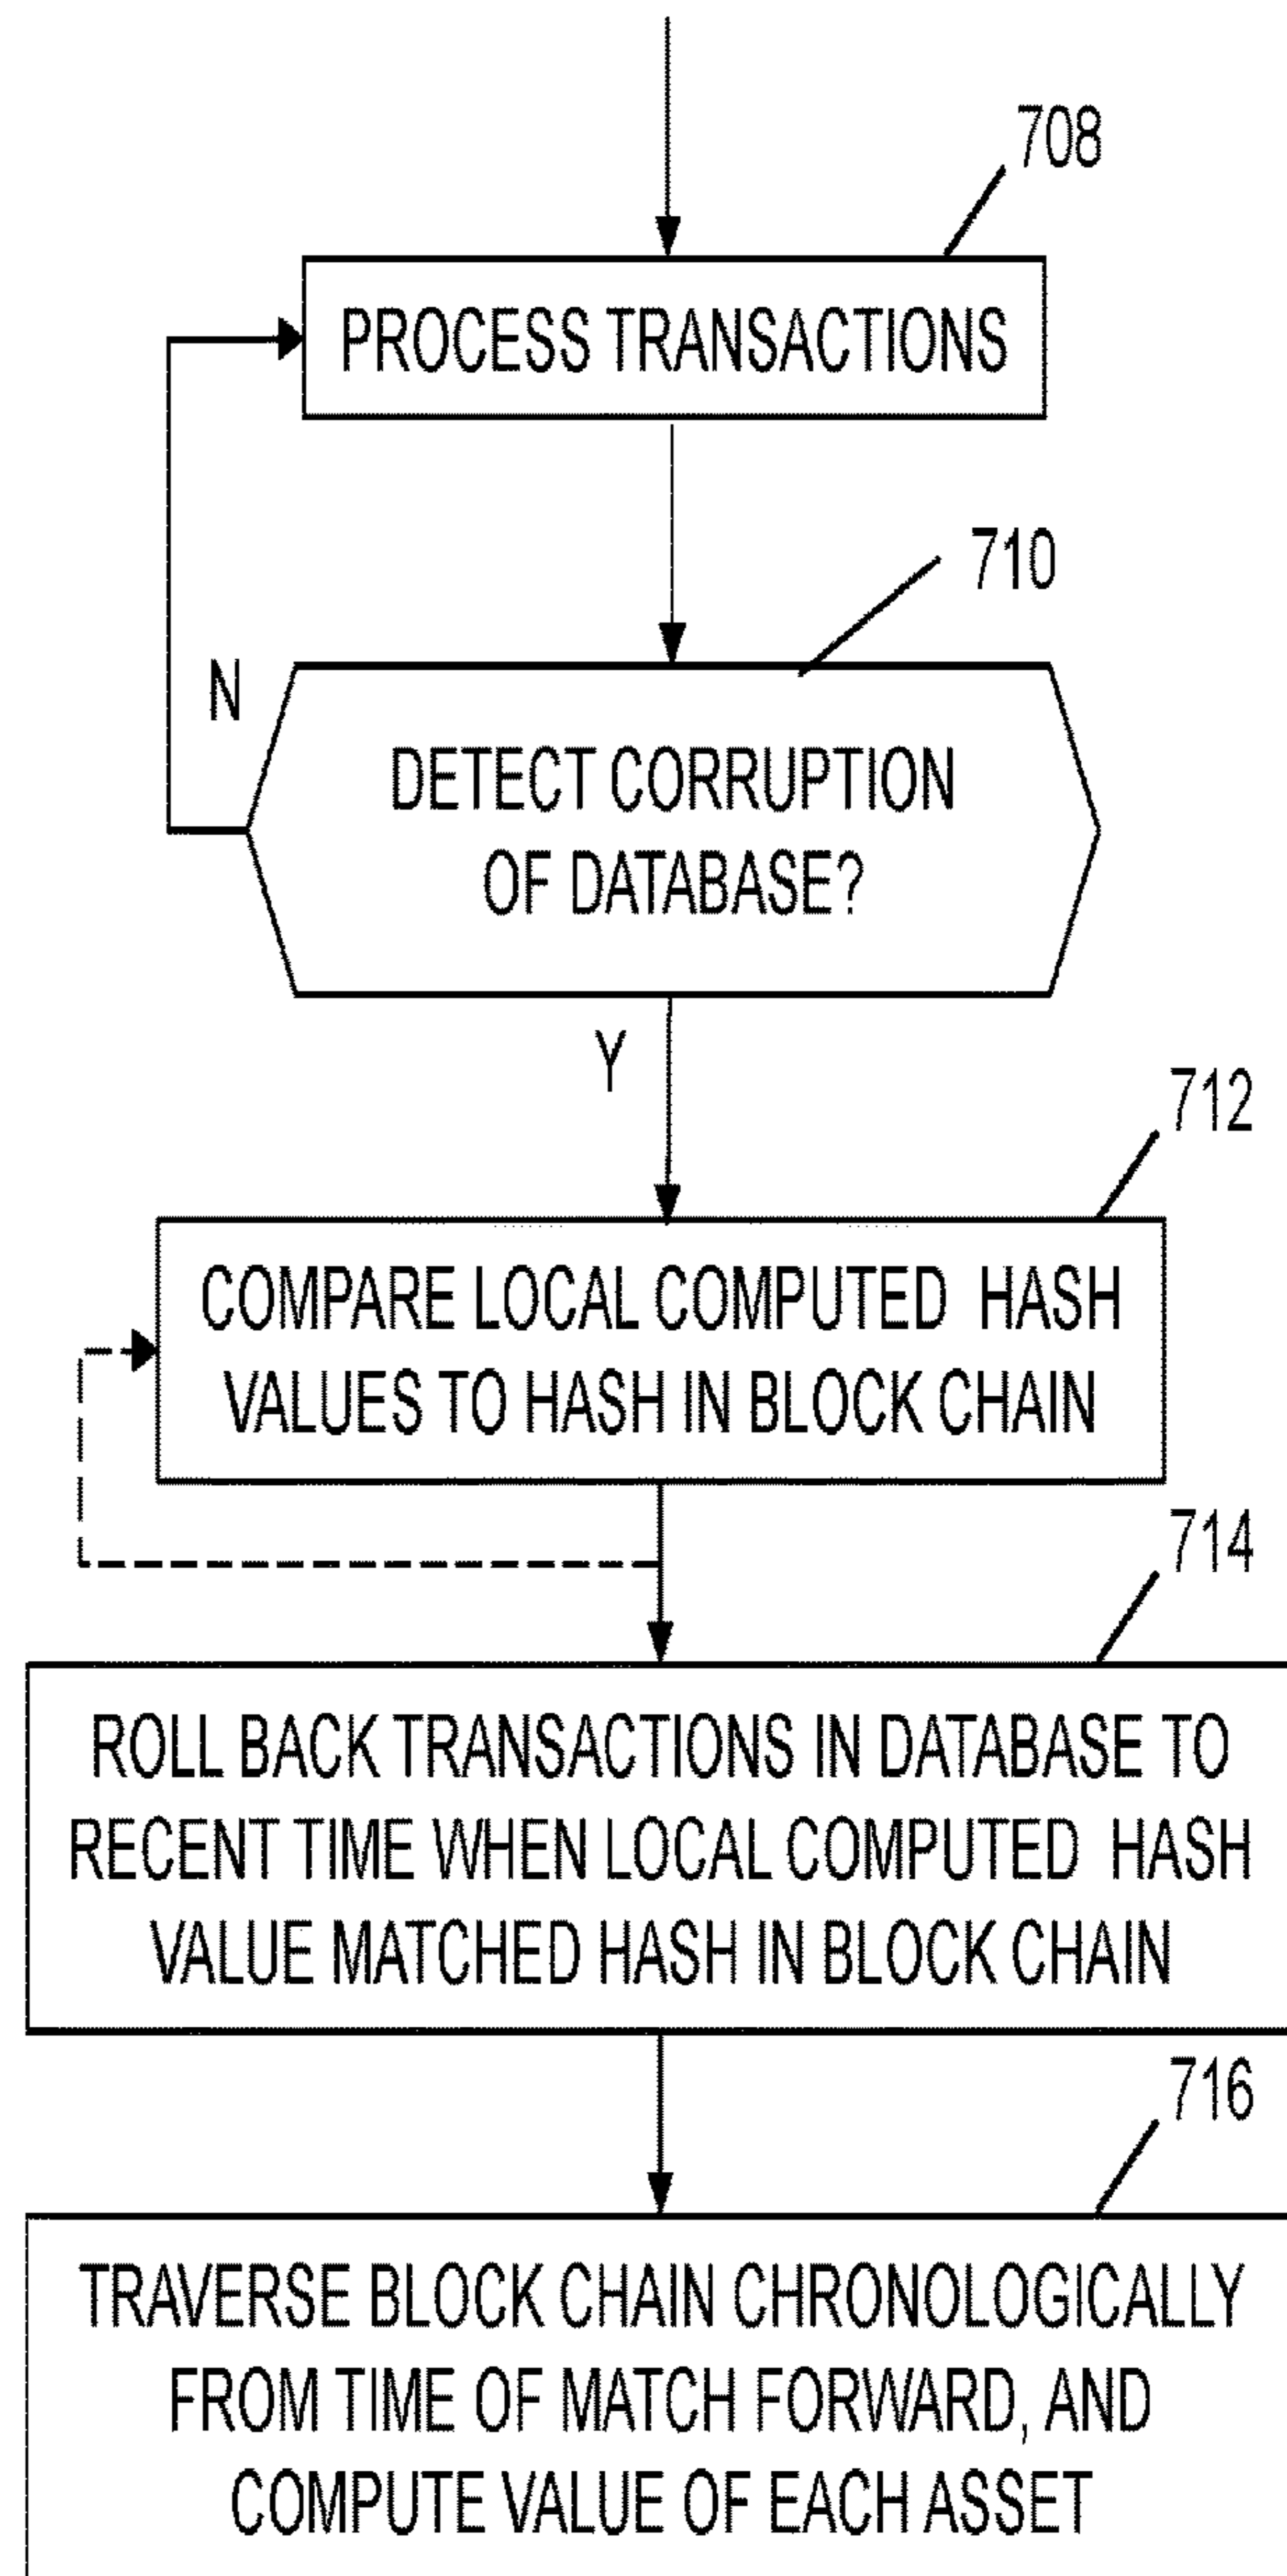 708
PROCESS TRANSACTIONS
710
N
DETECT CORRUPTION
OF DATABASE?
Y
712
COMPARE LOCAL COMPUTED HASH
VALUES TO HASH IN BLOCK CHAIN
714
ROLL BACK TRANSACTIONS IN DATABASE TO
RECENT TIME WHEN LOCAL COMPUTED HASH
VALUE MATCHED HASH IN BLOCK CHAIN
716
TRAVERSE BLOCK CHAIN CHRONOLOGICALLY
FROM TIME OF MATCH FORWARD, AND
COMPUTE VALUE OF EACH ASSET